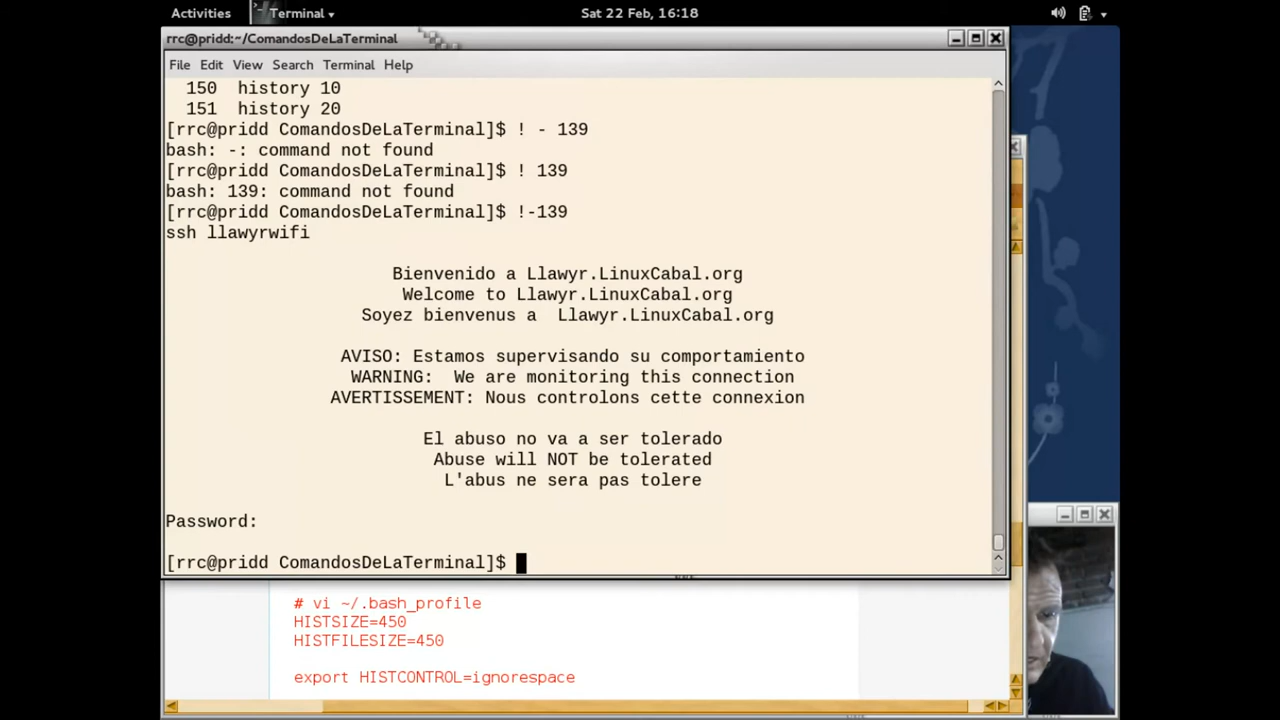 Activities
Terminal
Sat 22 Feb, 16:18
rrc@pridd:~/ComandosDeLaTerminal
File Edit View Search Terminal Help
150 history 10
151 history 20
[rrc@pridd ComandosDeLaTerminal]$ ! - 139
bash: -: command not found
[rrc@pridd ComandosDeLaTerminal]$ ! 139
bash: 139: command not found
[rrc@pridd ComandosDeLaTerminal]$ !-139
ssh llawyrwifi
Bienvenido a Llawyr.LinuxCabal.org
Welcome to Llawyr.LinuxCabal.org
Soyez bienvenus a Llawyr.LinuxCabal.org
AVISO: Estamos supervisando su comportamiento
WARNING: We are monitoring this connection
AVERTISSEMENT: Nous controlons cette connexion
El abuso no va a ser tolerado
Abuse will NOT be tolerated
L'abus ne sera pas tolere
Password:
[rrc@pridd ComandosDeLaTerminal]$
# vi ~/.bash_profile
HISTSIZE=450
HISTFILESIZE=450
export HISTCONTROL=ignorespace